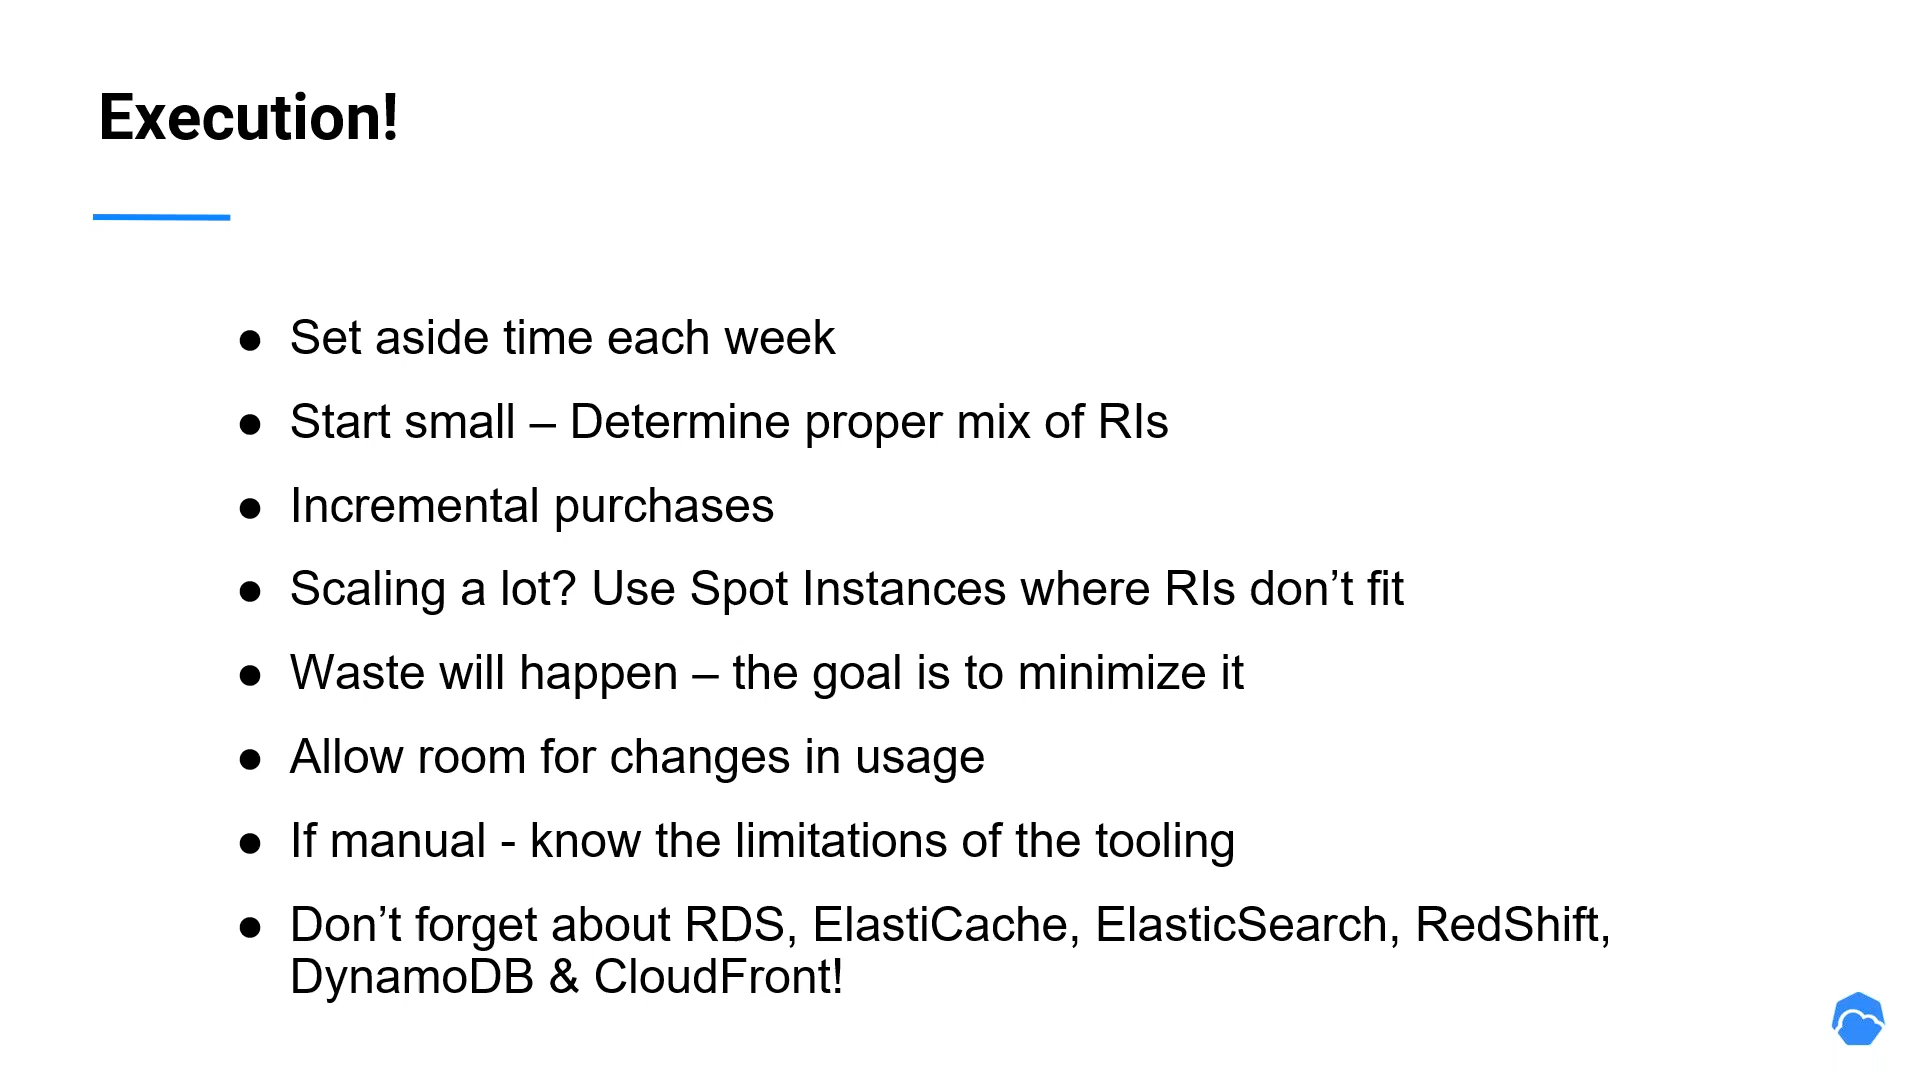 Execution!
● Set aside time each week
● Start small – Determine proper mix of RIs
● Incremental purchases
● Scaling a lot? Use Spot Instances where RIs don’t fit
● Waste will happen – the goal is to minimize it
● Allow room for changes in usage
● If manual - know the limitations of the tooling
● Don’t forget about RDS, ElastiCache, ElasticSearch, RedShift,
DynamoDB & CloudFront!